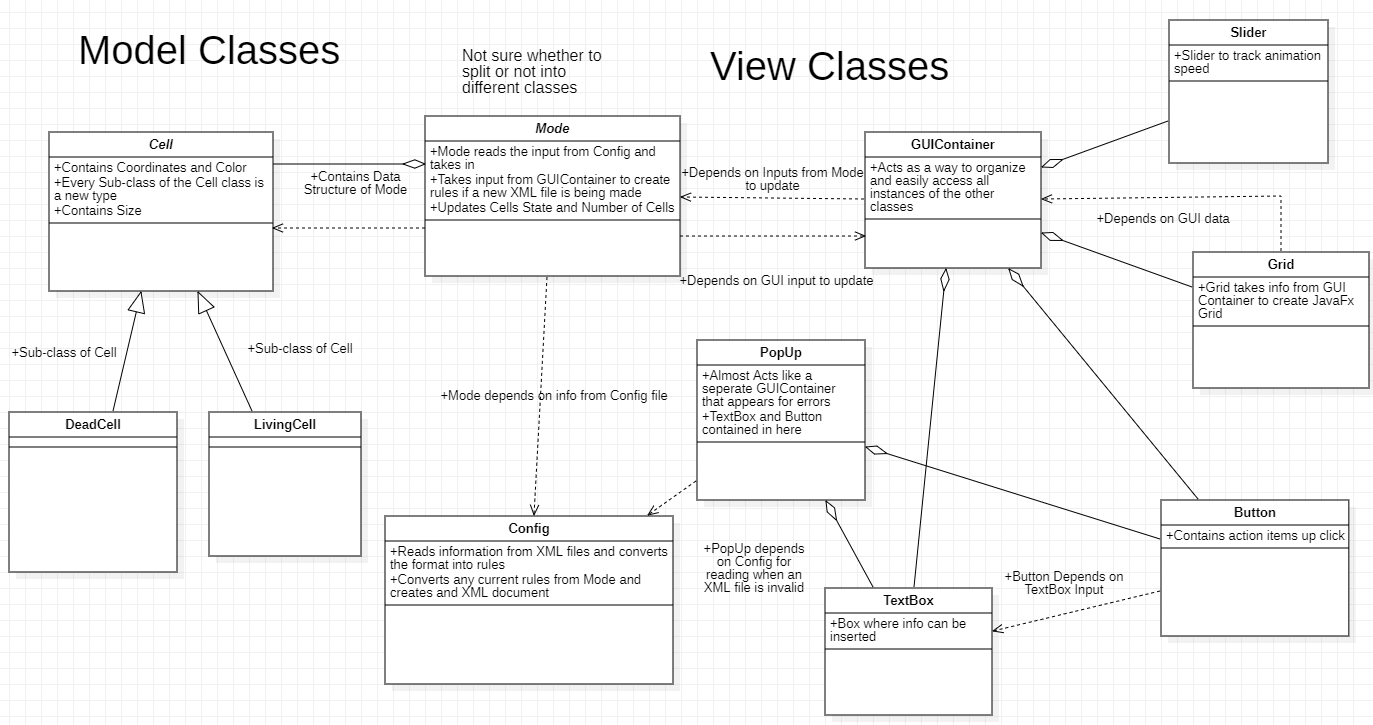 Model Classes
Not sure whether to
split or not into
different classes
View Classes
Slider
+Slider to track animation
speed
Cell
+Contains Coordinates and Color
+Every Sub-class of the Cell class is
a new type
+Contains Size
+Contains Data
Structure of Mode
Mode
+Mode reads the input from Config and
takes in
+Takes input from GUIContainer to create
rules if a new XML file is being made
+Updates Cells State and Number of Cells
+Depends on Inputs from Mode
to update
+Depends on GUI input to update
GUIContainer
+Acts as a way to organize
and easily access all
instances of the other
classes
+Depends on GUI data
Grid
+Grid takes info from GUI
Container to create JavaFx
Grid
+Sub-class of Cell
+Sub-class of Cell
DeadCell
LivingCell
+Mode depends on info from Config file
PopUp
+Almost Acts like a
seperate GUIContainer
that appears for errors
+TextBox and Button
contained in here
Config
+Reads information from XML files and converts
the format into rules
+Converts any current rules from Mode and
creates and XML document
+PopUp depends
on Config for
reading when an
XML file is invalid
TextBox
+Box where info can be
inserted
+Button Depends on
TextBox Input
Button
+Contains action items up click